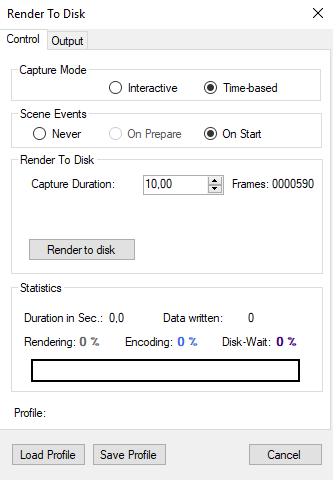 Render To Disk
Control Output
Capture Mode
Interactive Time-based
Scene Events
Never On Prepare On Start
Render To Disk
Capture Duration: 10,00 Frames: 0000590
Render to disk
Statistics
Duration in Sec.: 0,0 Data written: 0
Rendering: 0 % Encoding: 0 % Disk-Wait: 0 %
Profile:
Load Profile Save Profile Cancel